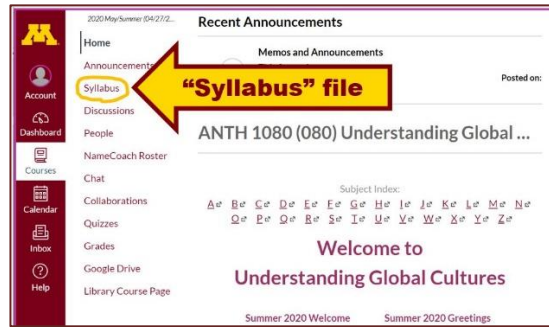 2020 May/Summer (04/27/2...
Home
Announcements
Syllabus
Discussions
People
NameCoach Roster
Chat
Collaborations
Quizzes
Grades
Google Drive
Library Course Page
M
Account
Dashboard
Courses
Calendar
Inbox
Help
Recent Announcements
Memos and Announcements
Posted on:
"Syllabus" file
ANTH 1080 (080) Understanding Global ...
Subject Index:
A B C D E F G H I J K L M N
O P Q R S T U V W X Y Z
Welcome to
Understanding Global Cultures
Summer 2020 Welcome
Summer 2020 Greetings